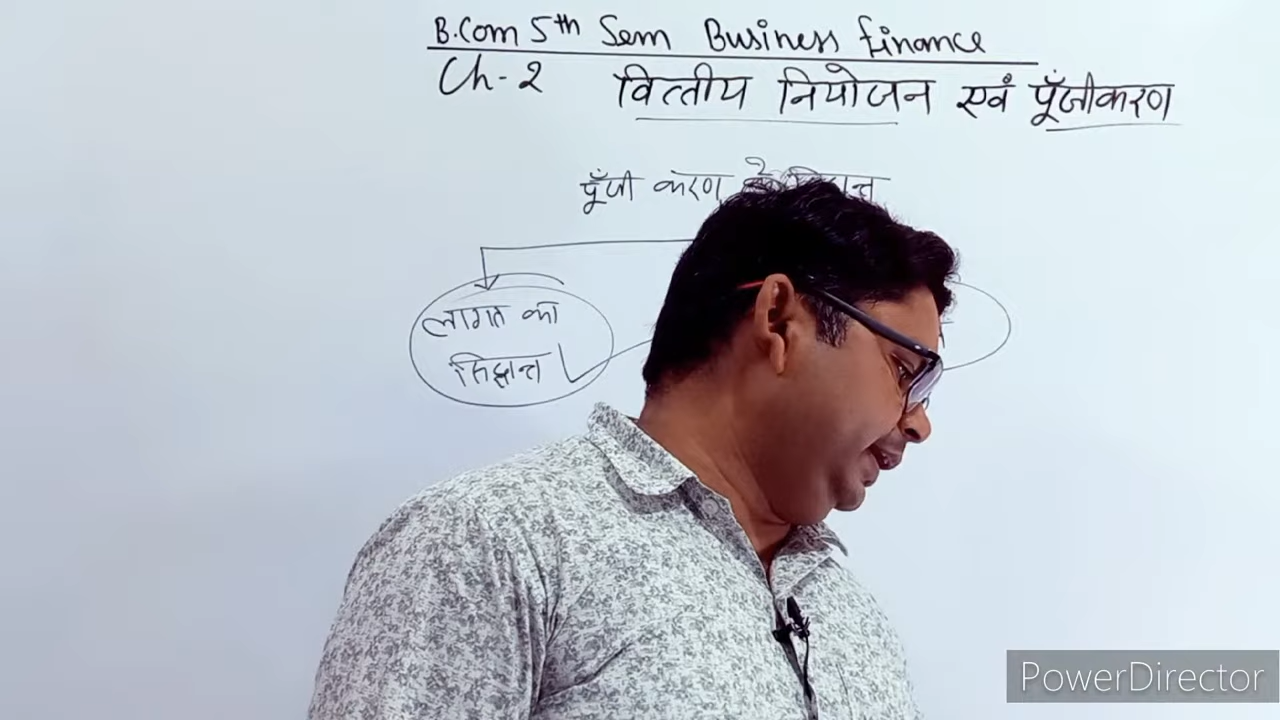 B.Com 5th Sem Business finance
Ch-2 वित्तीय नियोजन एवं पूँजीकरण
पूँजी करण
लागत का
सिद्धान्त
PowerDirector